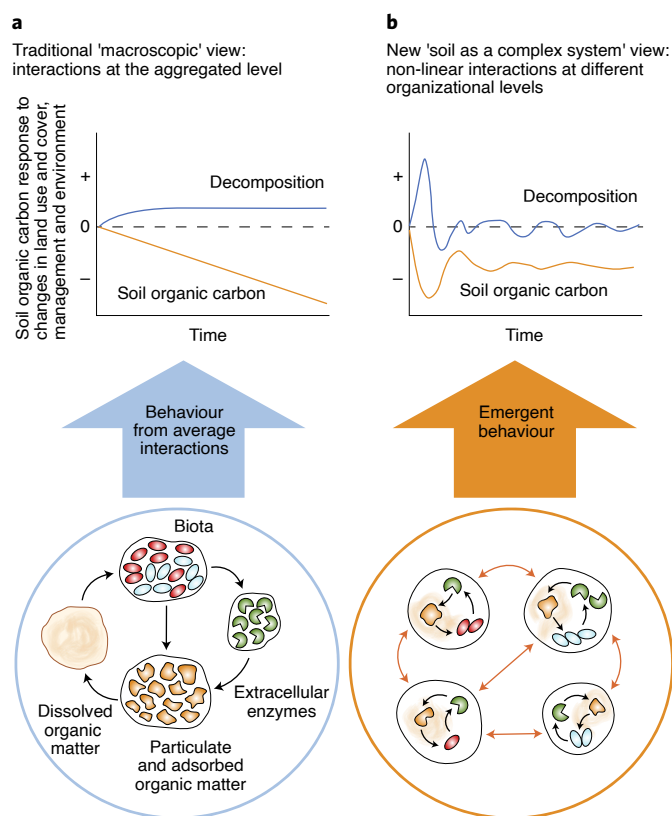 a
Traditional 'macroscopic' view:
interactions at the aggregated level
Soil organic carbon response to
changes in land use and cover,
management and environment
+
0
–
Decomposition
Soil organic carbon
Time
Behaviour
from average
interactions
Biota
Extracellular
enzymes
Dissolved
organic
matter
Particulate
and adsorbed
organic matter
b
New 'soil as a complex system' view:
non-linear interactions at different
organizational levels
+
0
–
Decomposition
Soil organic carbon
Time
Emergent
behaviour